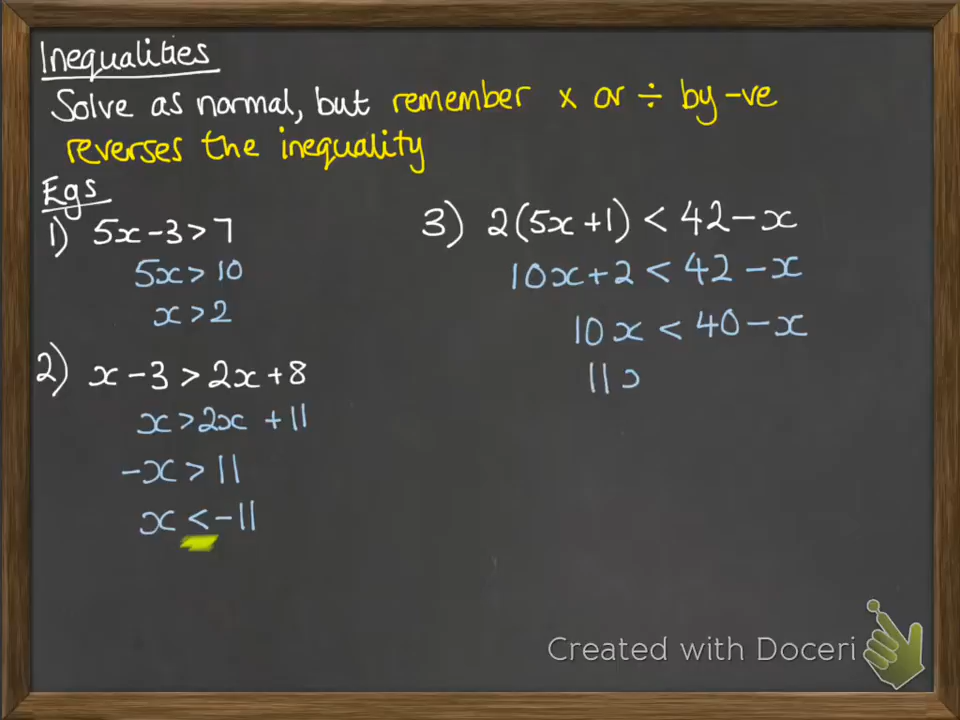 Inequalities
Solve as normal, but remember x or ÷ by -ve
reverses the inequality
Egs
1) 5x - 3 > 7
5x > 10
x > 2
2) x - 3 > 2x + 8
x > 2x + 11
-x > 11
x < -11
3) 2(5x + 1) < 42 - x
10x + 2 < 42 - x
10x < 40 - x
11
Created with Doceri